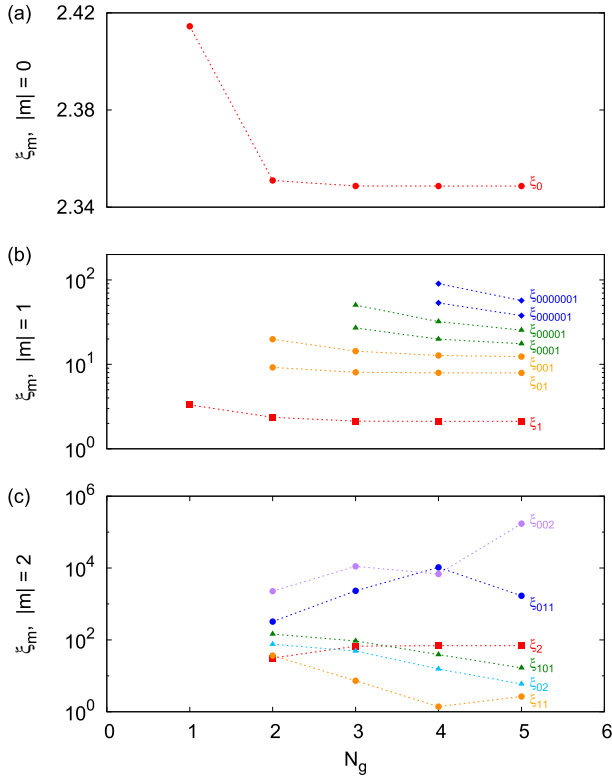 (a)
2.42
2.38
2.34
ξm, |m| = 0
ξ0
(b)
10^2
10^1
10^0
ξm, |m| = 1
ξ0000001
ξ000001
ξ00001
ξ0001
ξ001
ξ01
ξ1
(c)
10^6
10^4
10^2
10^0
ξm, |m| = 2
ξ002
ξ011
ξ2
ξ101
ξ02
ξ11
0 1 2 3 4 5 6
Ng